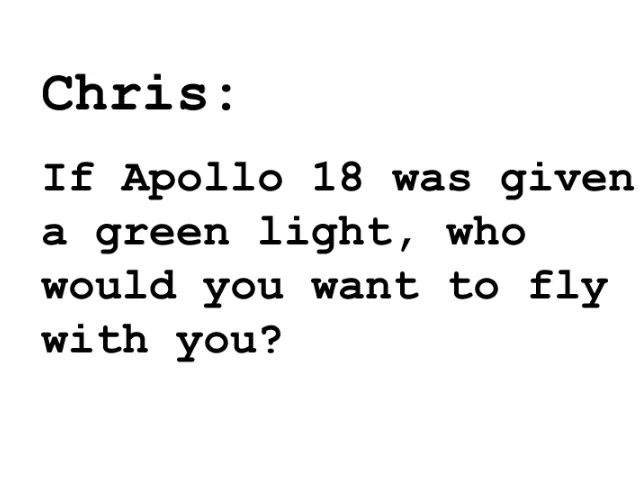 Chris:
If Apollo 18 was given
a green light, who
would you want to fly
with you?